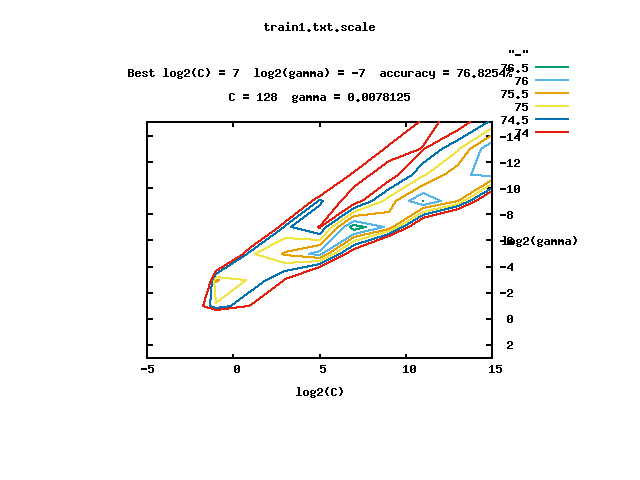 train1.txt.scale
"-"
Best log2(C) = 7  log2(gamma) = -7  accuracy = 76.8254%
76.5
76
C = 128  gamma = 0.0078125
75.5
75
74.5
74
-14
-12
-10
-8
-6
log2(gamma)
-4
-2
0
2
-5 0 5 10 15
log2(C)